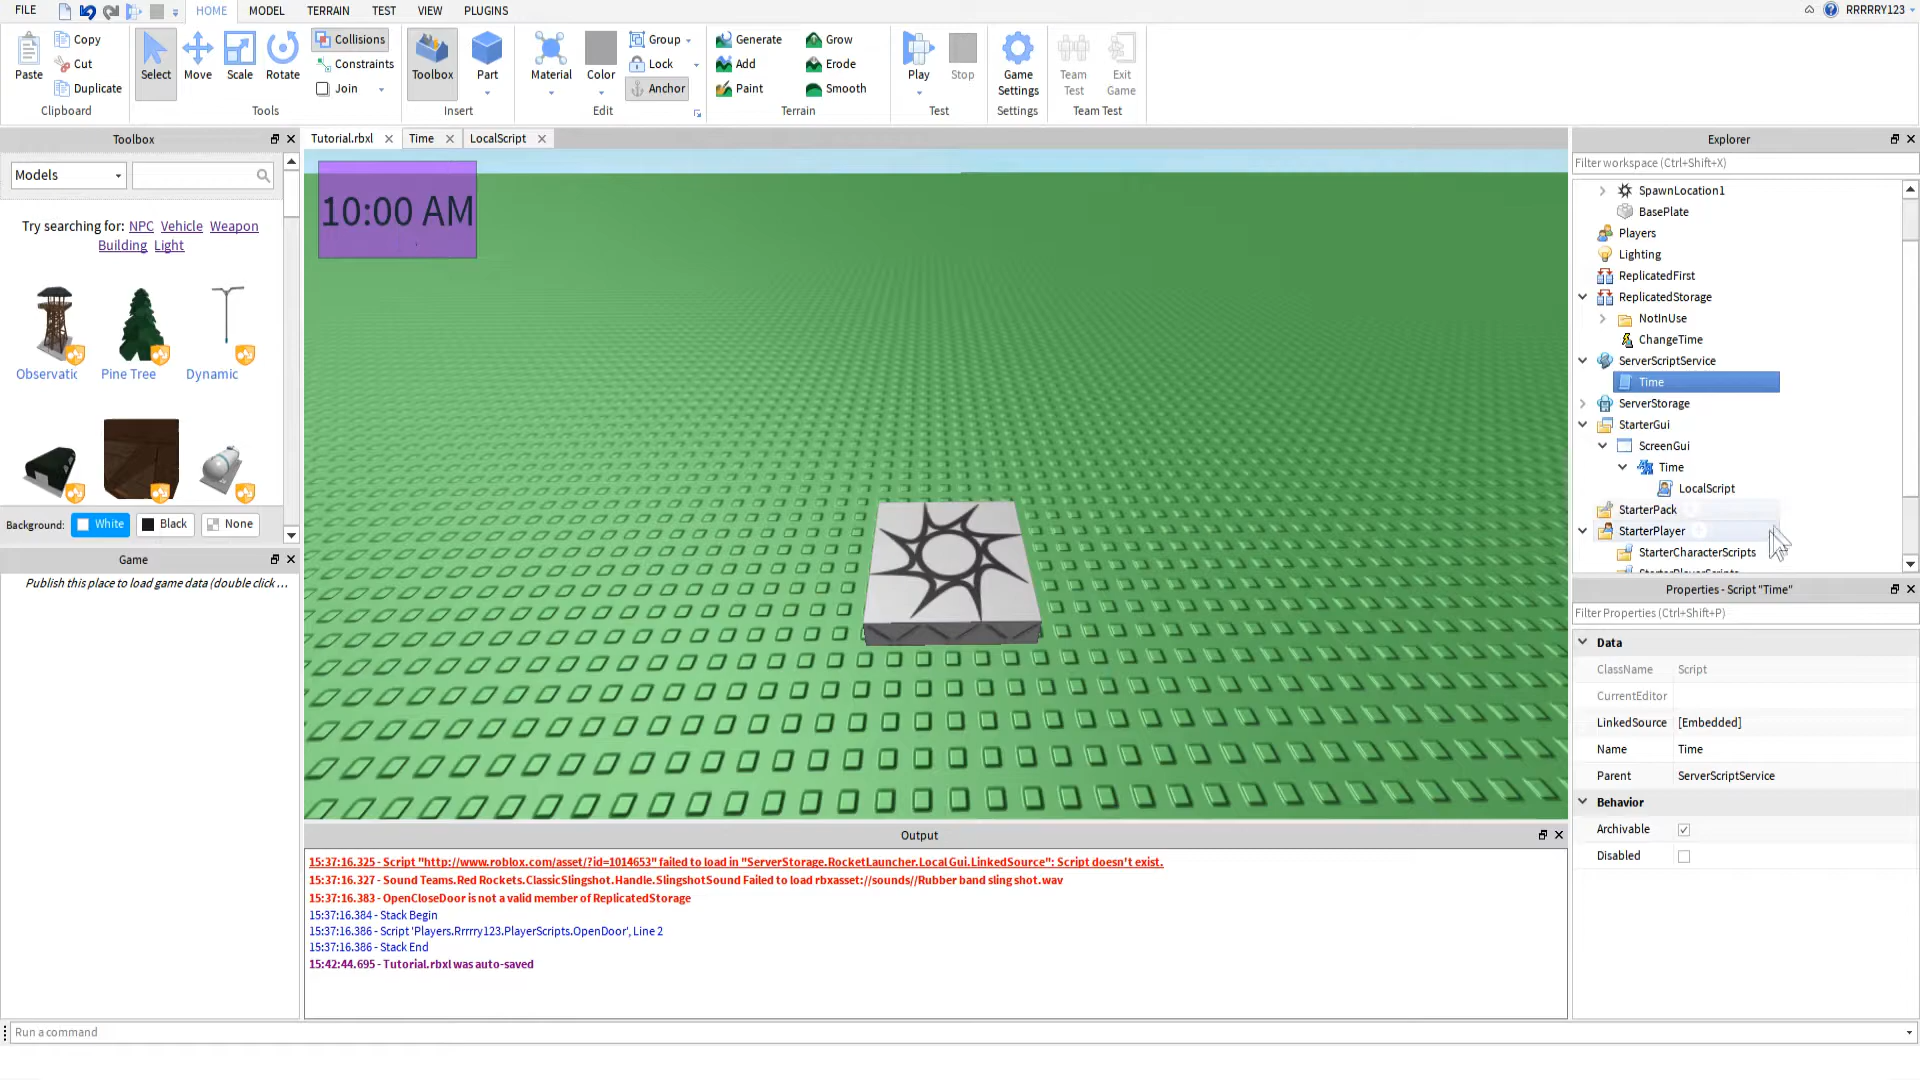 FILE
HOME
MODEL
TERRAIN
TEST
VIEW
PLUGINS
RRRRRY123
Paste
Copy
Cut
Duplicate
Clipboard
Select
Move
Scale
Rotate
Collisions
Constraints
Join
Tools
Toolbox
Part
Insert
Material
Color
Group
Lock
Anchor
Edit
Generate
Add
Paint
Grow
Erode
Smooth
Terrain
Play
Stop
Test
Game
Settings
Settings
Team
Test
Exit
Game
Team Test
Toolbox
Models
Try searching for: NPC Vehicle Weapon
Building Light
Observatic
Pine Tree
Dynamic
Background: White Black None
Game
Publish this place to load game data (double click ...
Tutorial.rbxl
Time
LocalScript
10:00 AM
Output
15:37:16.325 - Script "http://www.roblox.com/asset/?id=1014653" failed to load in "ServerStorage.RocketLauncher.Local Gui.LinkedSource": Script doesn't exist.
15:37:16.327 - Sound Teams.Red Rockets.ClassicSlingshot.Handle.SlingshotSound Failed to load rbxasset://sounds//Rubber band sling shot.wav
15:37:16.383 - OpenCloseDoor is not a valid member of ReplicatedStorage
15:37:16.384 - Stack Begin
15:37:16.386 - Script 'Players.Rrrrry123.PlayerScripts.OpenDoor', Line 2
15:37:16.386 - Stack End
15:42:44.695 - Tutorial.rbxl was auto-saved
Run a command
Explorer
Filter workspace (Ctrl+Shift+X)
SpawnLocation1
BasePlate
Players
Lighting
ReplicatedFirst
ReplicatedStorage
NotInUse
ChangeTime
ServerScriptService
Time
ServerStorage
StarterGui
ScreenGui
Time
LocalScript
StarterPack
StarterPlayer
StarterCharacterScripts
Properties - Script "Time"
Filter Properties (Ctrl+Shift+P)
Data
ClassName Script
CurrentEditor
LinkedSource [Embedded]
Name Time
Parent ServerScriptService
Behavior
Archivable
Disabled